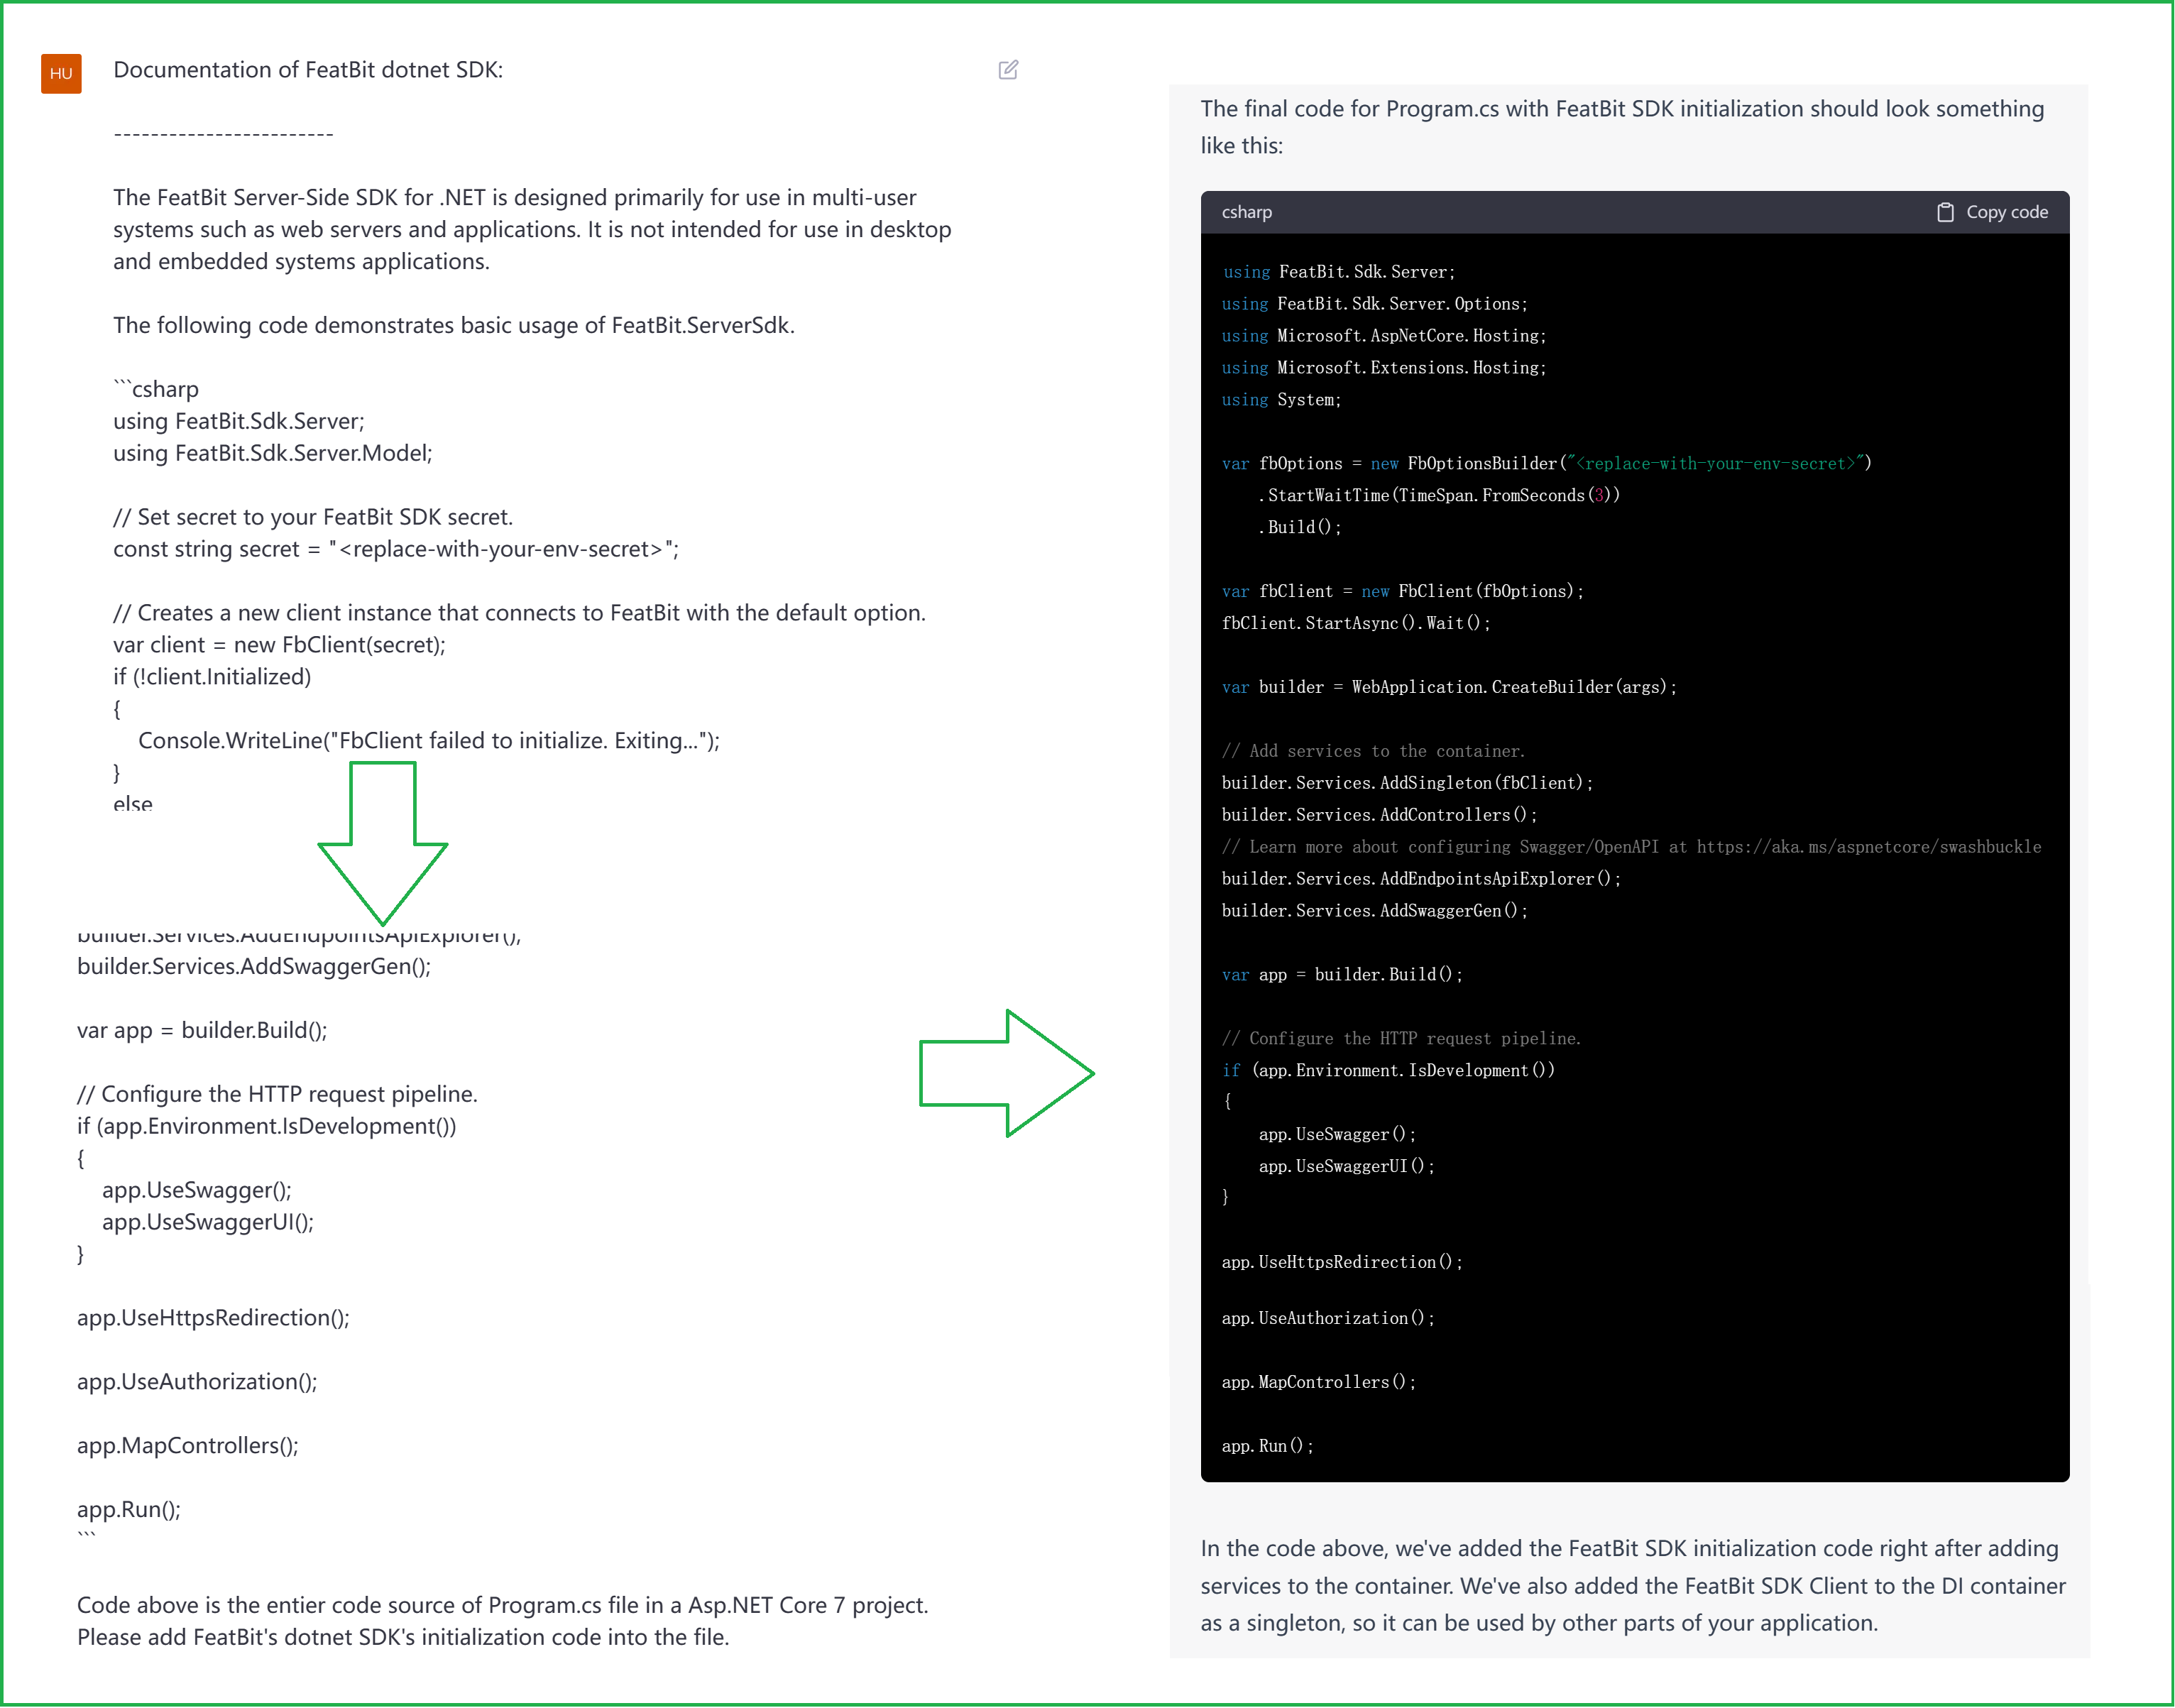 HU
Documentation of FeatBit dotnet SDK:
------------------------
The FeatBit Server-Side SDK for .NET is designed primarily for use in multi-user
systems such as web servers and applications. It is not intended for use in desktop
and embedded systems applications.
The following code demonstrates basic usage of FeatBit.ServerSdk.
```csharp
using FeatBit.Sdk.Server;
using FeatBit.Sdk.Server.Model;
// Set secret to your FeatBit SDK secret.
const string secret = "<replace-with-your-env-secret>";
// Creates a new client instance that connects to FeatBit with the default option.
var client = new FbClient(secret);
if (!client.Initialized)
{
    Console.WriteLine("FbClient failed to initialize. Exiting...");
}
else
builder.Services.AddEndpointsApiExplorer();
builder.Services.AddSwaggerGen();
var app = builder.Build();
// Configure the HTTP request pipeline.
if (app.Environment.IsDevelopment())
{
    app.UseSwagger();
    app.UseSwaggerUI();
}
app.UseHttpsRedirection();
app.UseAuthorization();
app.MapControllers();
app.Run();
```
Code above is the entier code source of Program.cs file in a Asp.NET Core 7 project.
Please add FeatBit's dotnet SDK's initialization code into the file.
The final code for Program.cs with FeatBit SDK initialization should look something
like this:
csharp
Copy code
using FeatBit.Sdk.Server;
using FeatBit.Sdk.Server.Options;
using Microsoft.AspNetCore.Hosting;
using Microsoft.Extensions.Hosting;
using System;
var fbOptions = new FbOptionsBuilder("<replace-with-your-env-secret>")
    .StartWaitTime(TimeSpan.FromSeconds(3))
    .Build();
var fbClient = new FbClient(fbOptions);
fbClient.StartAsync().Wait();
var builder = WebApplication.CreateBuilder(args);
// Add services to the container.
builder.Services.AddSingleton(fbClient);
builder.Services.AddControllers();
// Learn more about configuring Swagger/OpenAPI at https://aka.ms/aspnetcore/swashbuckle
builder.Services.AddEndpointsApiExplorer();
builder.Services.AddSwaggerGen();
var app = builder.Build();
// Configure the HTTP request pipeline.
if (app.Environment.IsDevelopment())
{
    app.UseSwagger();
    app.UseSwaggerUI();
}
app.UseHttpsRedirection();
app.UseAuthorization();
app.MapControllers();
app.Run();
In the code above, we've added the FeatBit SDK initialization code right after adding
services to the container. We've also added the FeatBit SDK Client to the DI container
as a singleton, so it can be used by other parts of your application.